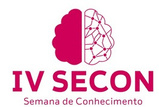 IV SECON
Semana de Conhecimento